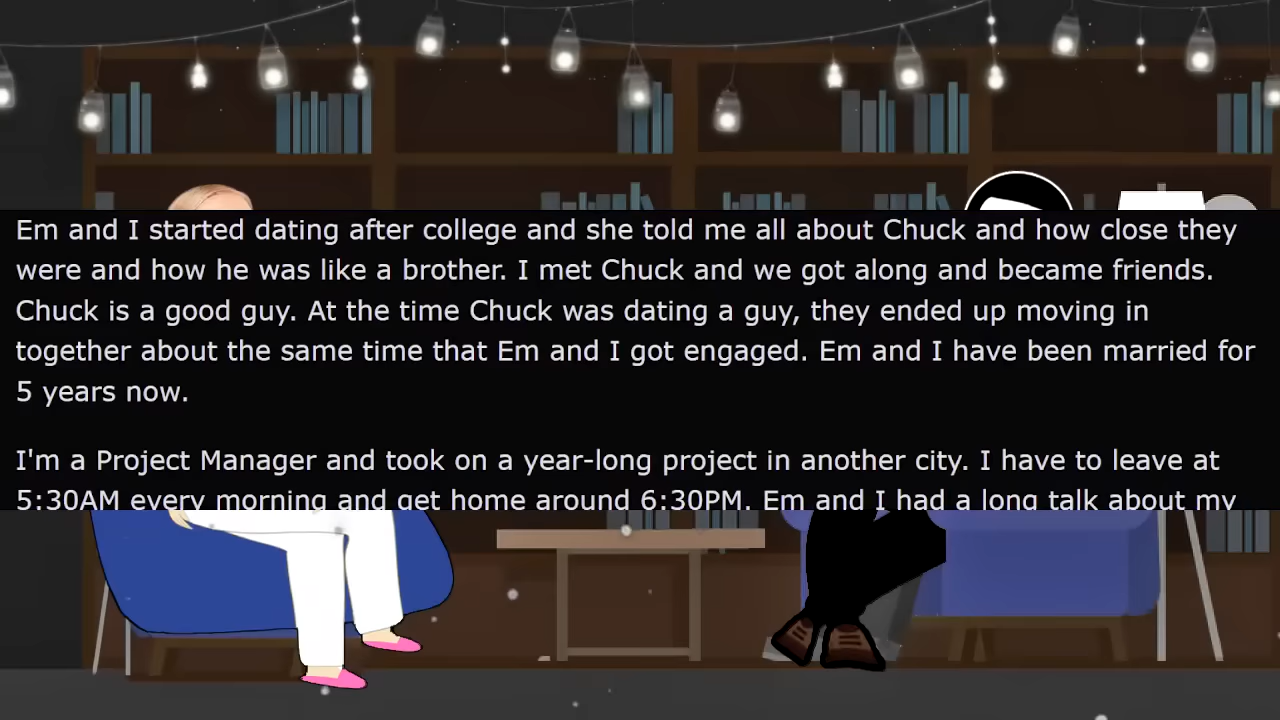 Em and I started dating after college and she told me all about Chuck and how close they
were and how he was like a brother. I met Chuck and we got along and became friends.
Chuck is a good guy. At the time Chuck was dating a guy, they ended up moving in
together about the same time that Em and I got engaged. Em and I have been married for
5 years now.
I'm a Project Manager and took on a year-long project in another city. I have to leave at
5:30AM every morning and get home around 6:30PM. Em and I had a long talk about my